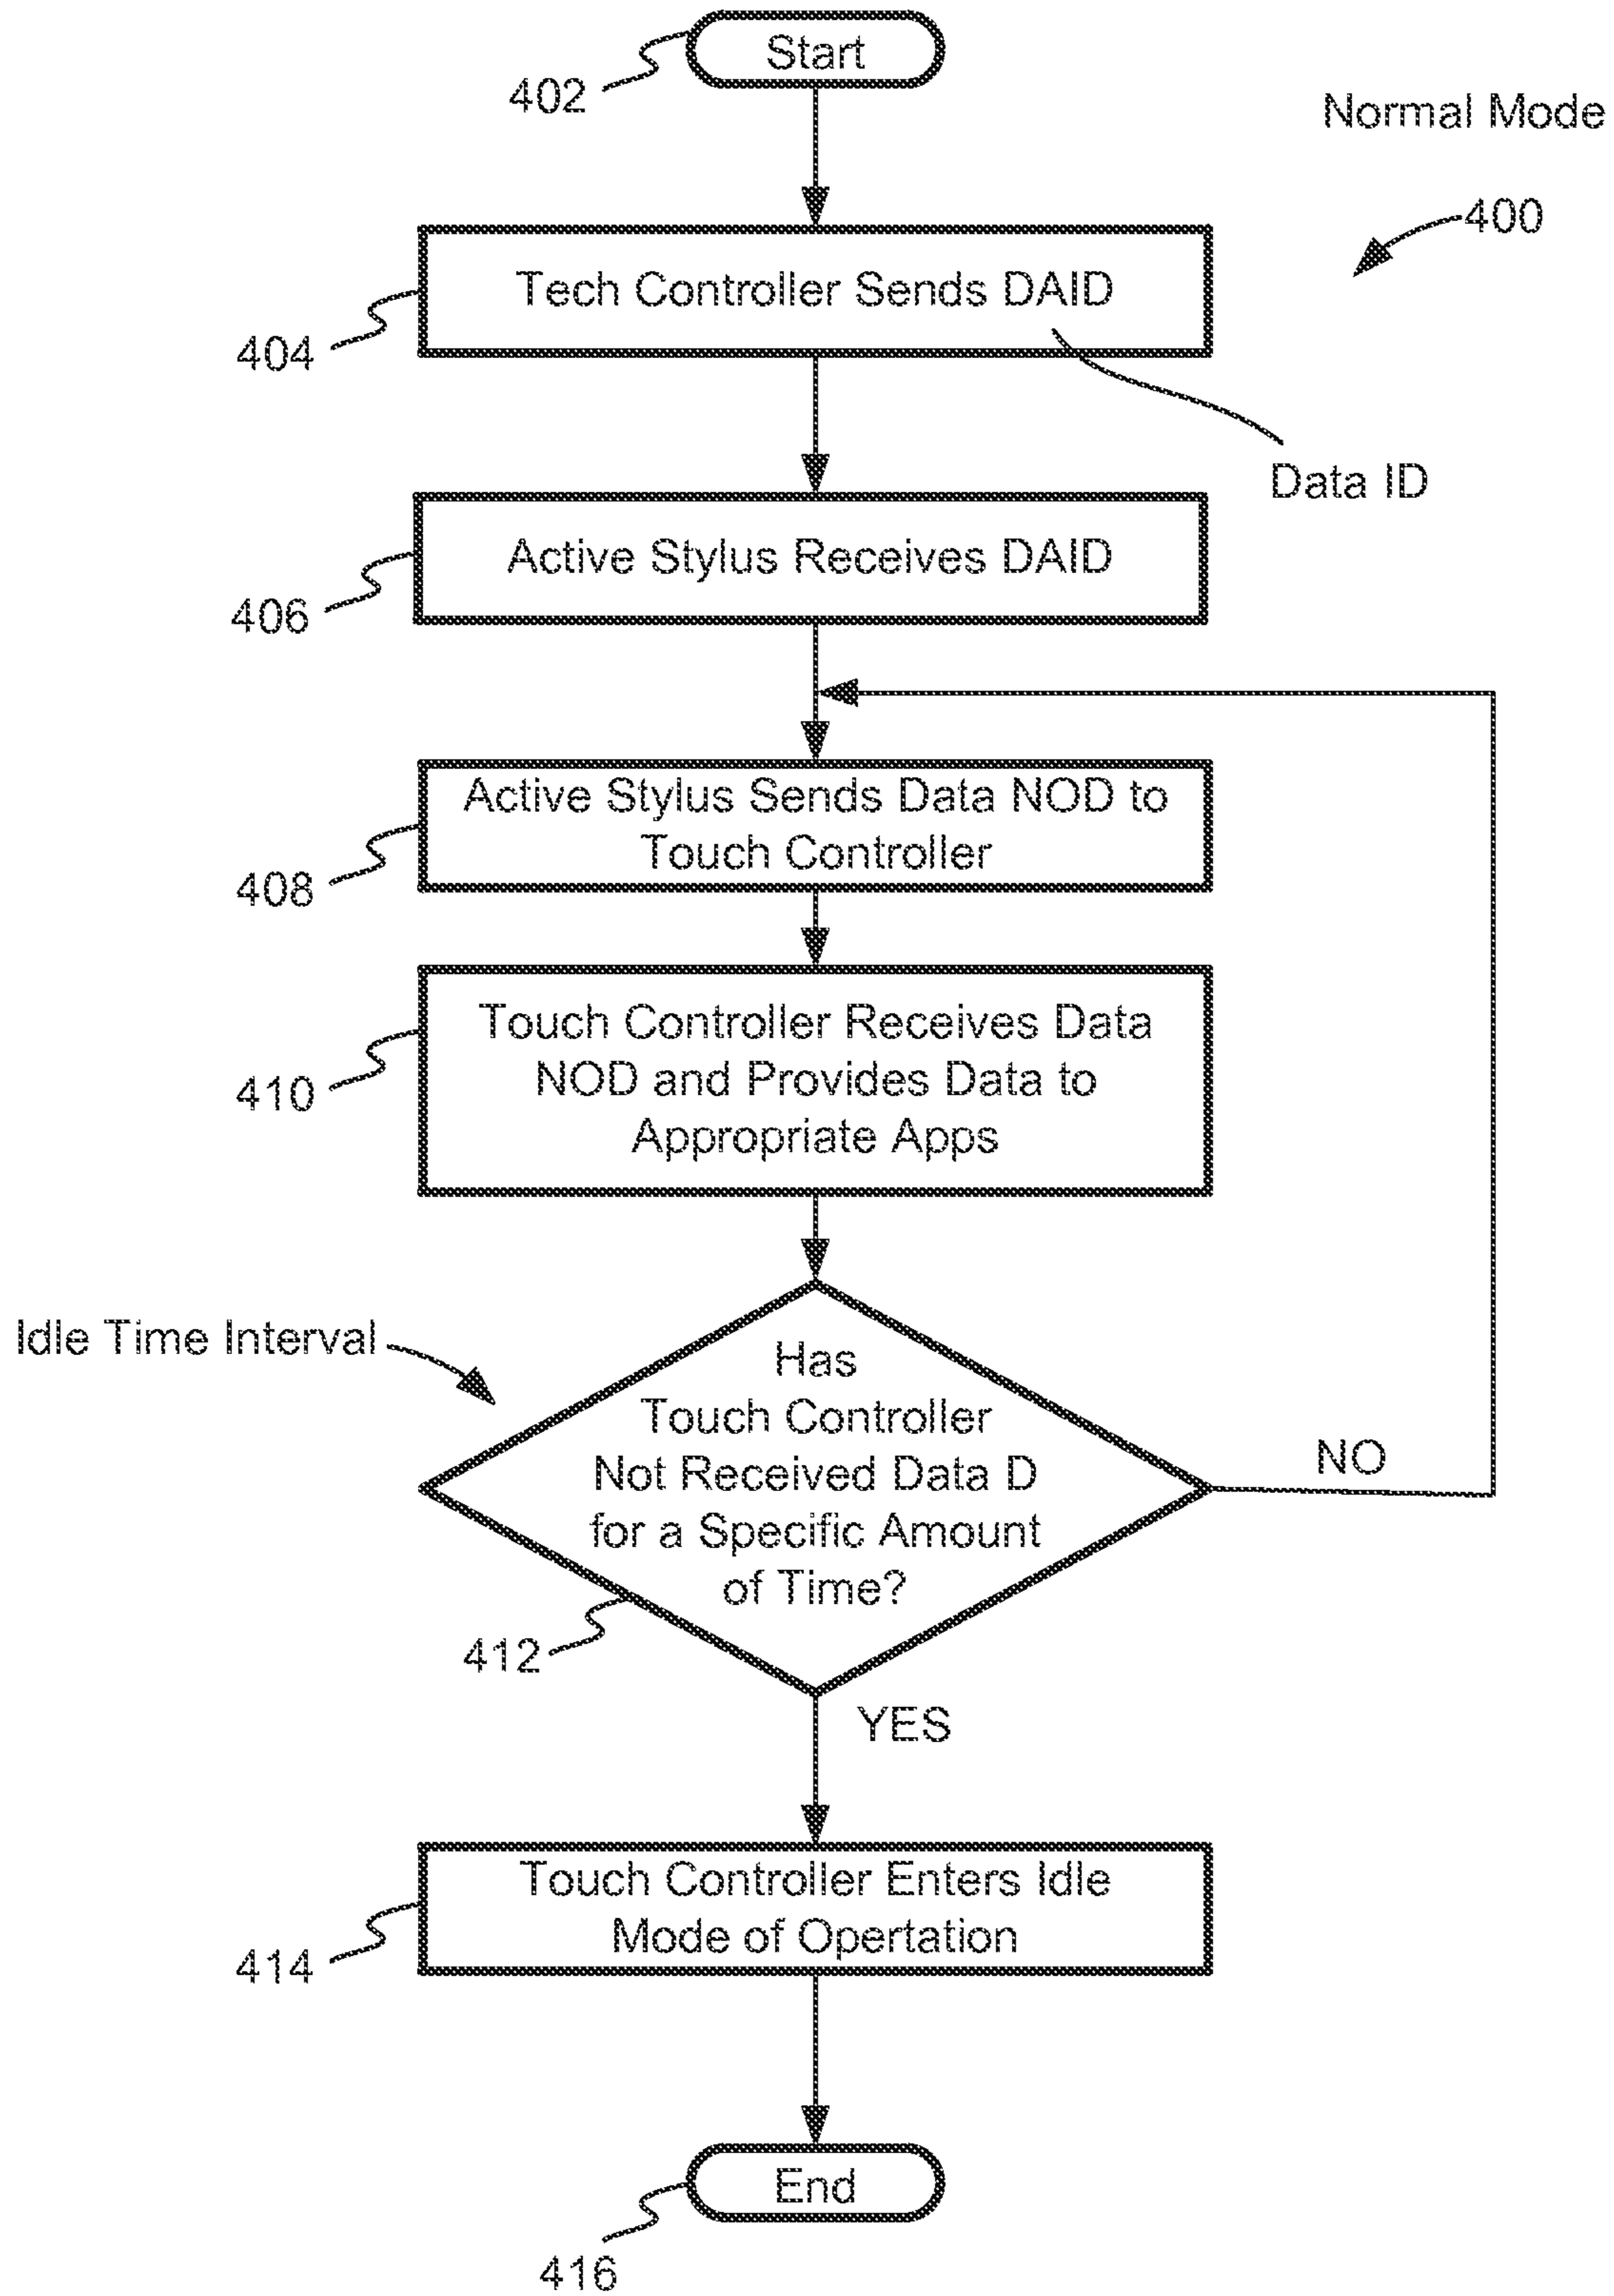 Start
402
Normal Mode
400
Tech Controller Sends DAID
404
Data ID
Active Stylus Receives DAID
406
Active Stylus Sends Data NOD to
Touch Controller
408
Touch Controller Receives Data
NOD and Provides Data to
Appropriate Apps
410
Idle Time Interval
Has
Touch Controller
Not Received Data D
for a Specific Amount
of Time?
NO
412
YES
Touch Controller Enters Idle
Mode of Opertation
414
End
416